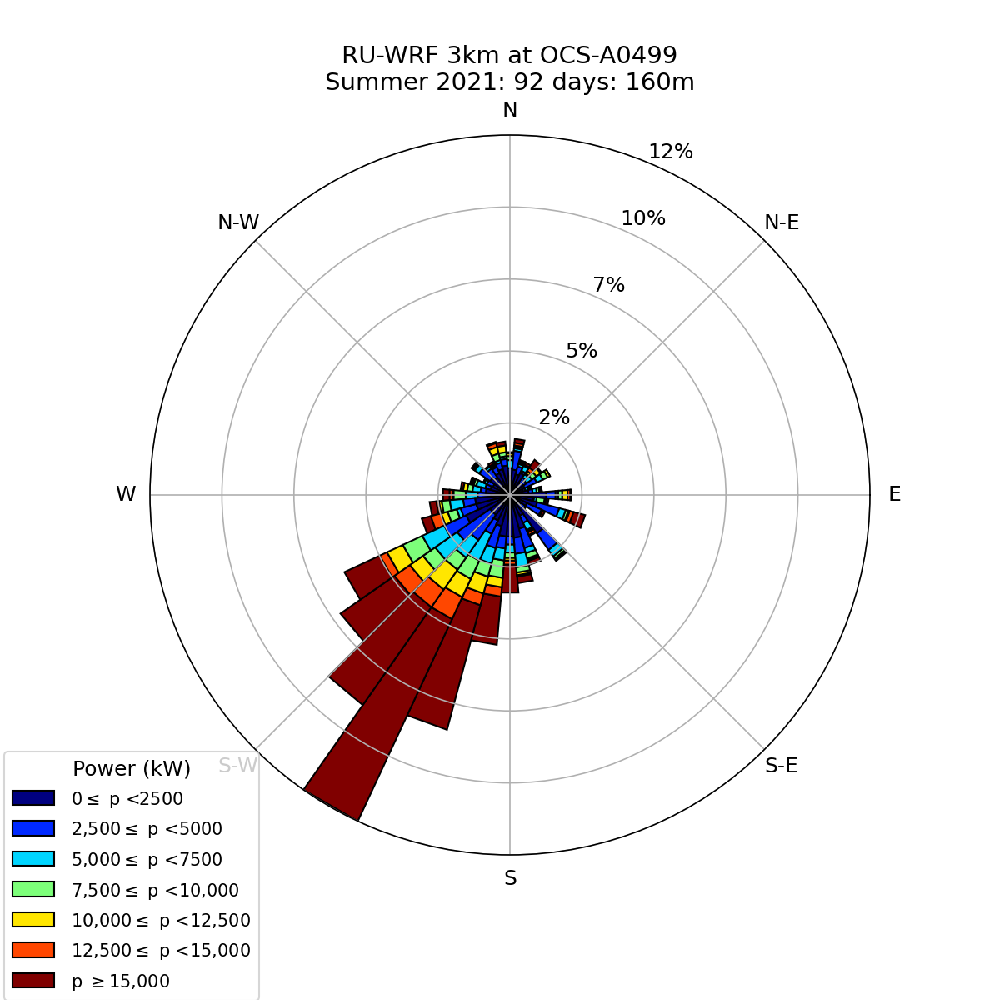 RU-WRF 3km at OCS-A0499
Summer 2021: 92 days: 160m
N
12%
N-W
N-E
10%
7%
5%
2%
W
E
S-W
S-E
S
Power (kW)
0≤ p <2500
2,500≤ p <5000
5,000≤ p <7500
7,500≤ p <10,000
10,000≤ p <12,500
12,500≤ p <15,000
p ≥15,000